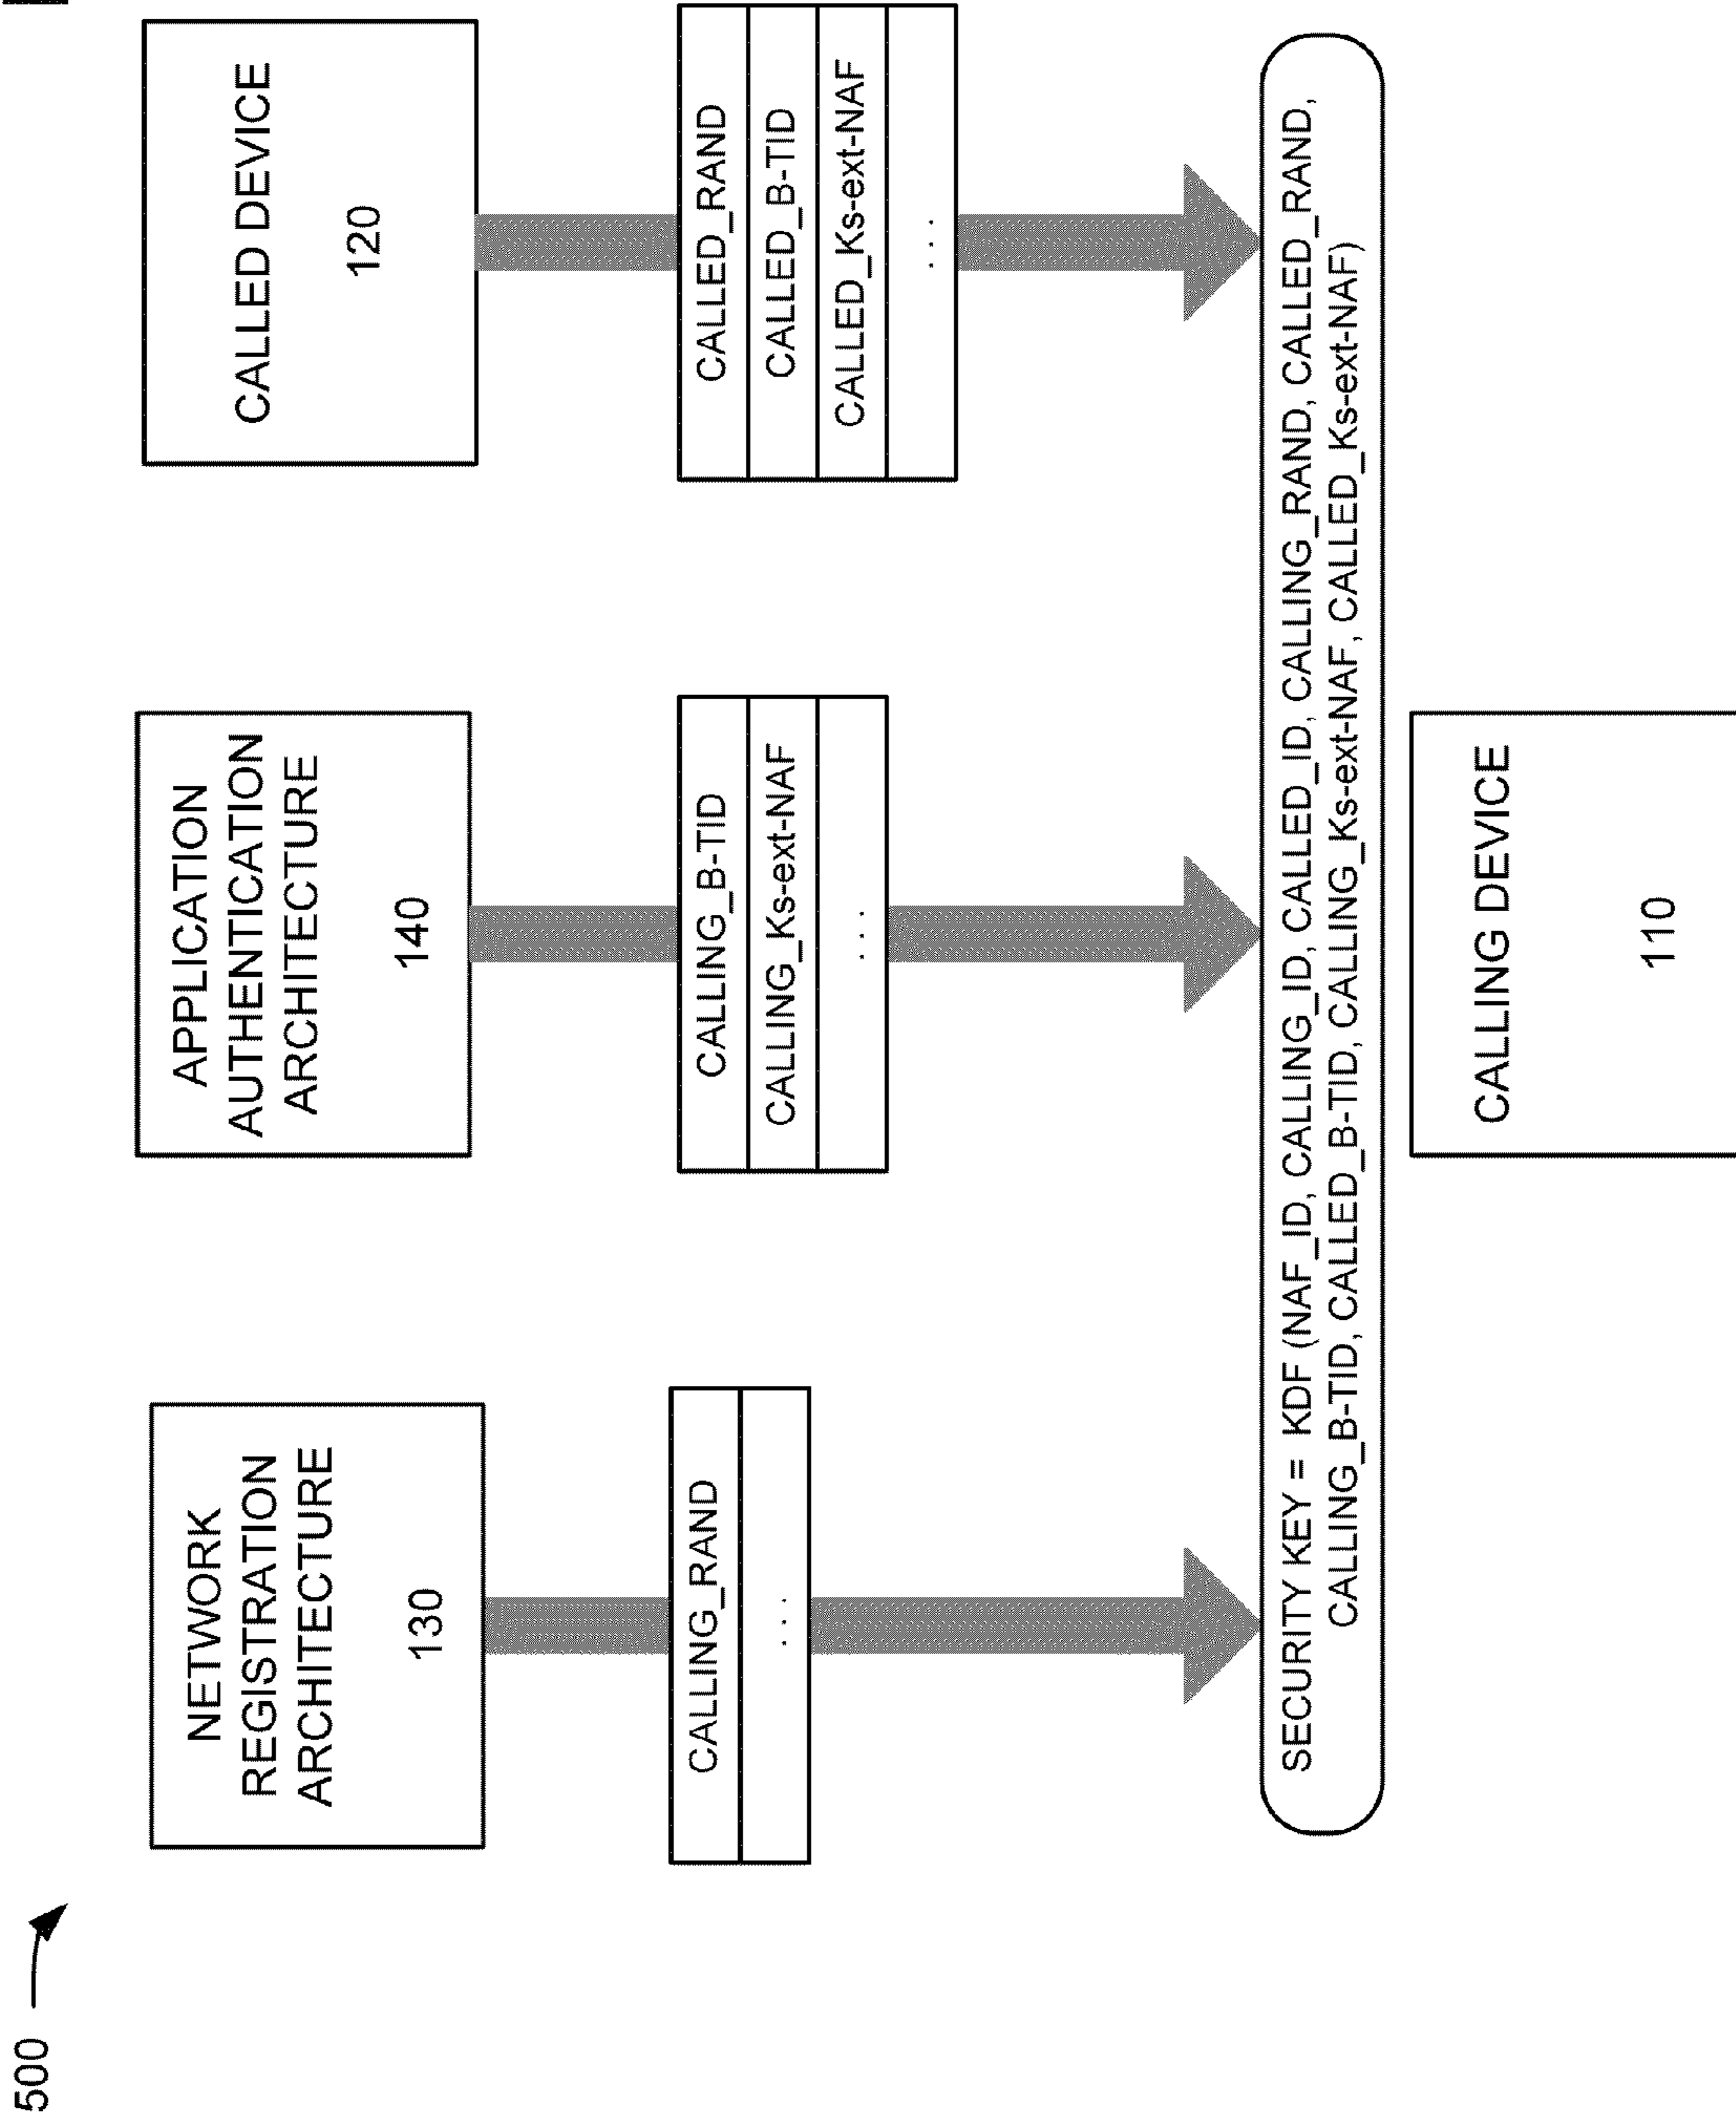 500
NETWORK
REGISTRATION
ARCHITECTURE
130
APPLICATION
AUTHENTICATION
ARCHITECTURE
140
CALLED DEVICE
120
CALLING_RAND
...
CALLING_B-TID
CALLING_Ks-ext-NAF
...
CALLED_RAND
CALLED_B-TID
CALLED_Ks-ext-NAF
...
SECURITY KEY = KDF (NAF_ID, CALLING_ID, CALLING_ID, CALLED_ID, CALLED_ID, CALLING_RAND, CALLED_RAND,
CALLING_B-TID, CALLED_B-TID, CALLING_Ks-ext-NAF, CALLED_Ks-ext-NAF)
CALLING DEVICE
110